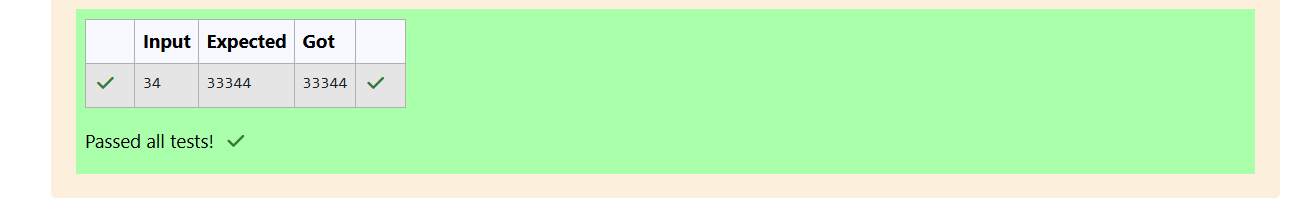 Input Expected Got
34 33344 33344
Passed all tests!